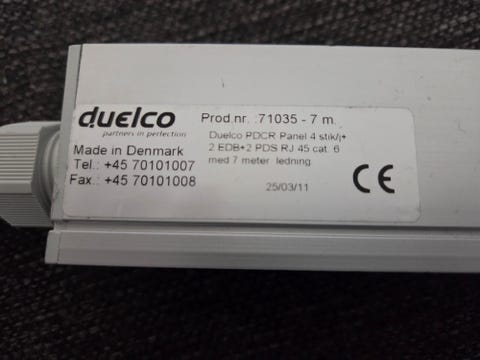 duelco
partners in perfection
Made in Denmark
Tel.: +45 70101007
Fax.: +45 70101008
Prod.nr. :71035 - 7 m.
Duelco PDCR Panel 4 stik/j+
2 EDB+2 PDS RJ 45 cat. 6
med 7 meter ledning
25/03/11
CE